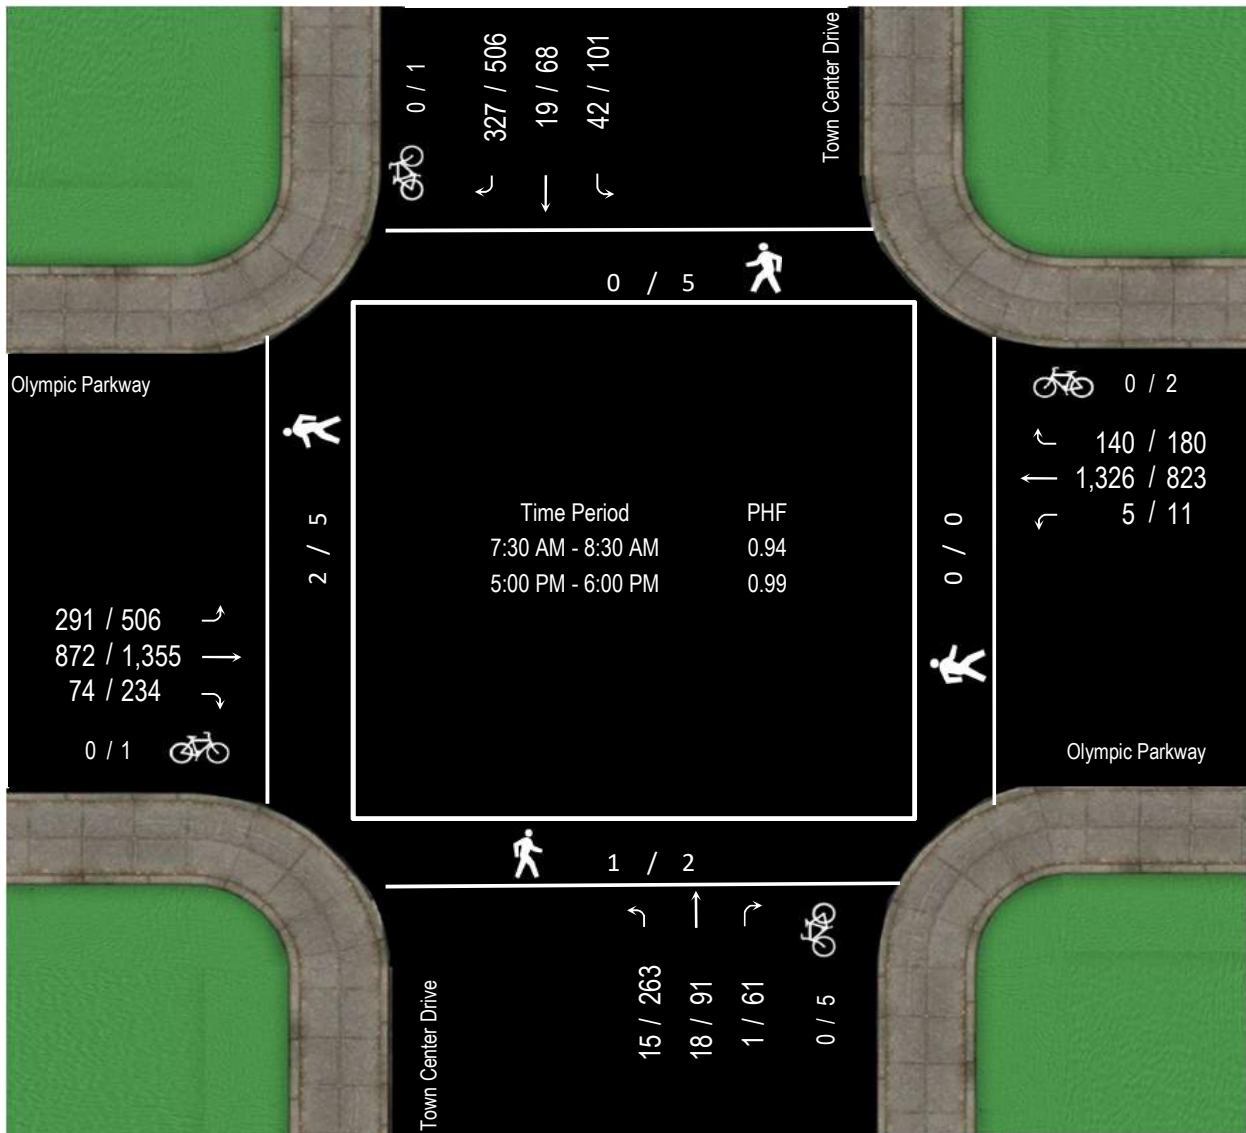 Town Center Drive
0 / 1
327 / 506
19 / 68
42 / 101
0 / 5
Olympic Parkway
0 / 2
140 / 180
1,326 / 823
5 / 11
2 / 5
Time Period PHF
7:30 AM - 8:30 AM 0.94
5:00 PM - 6:00 PM 0.99
0 / 0
291 / 506
872 / 1,355
74 / 234
0 / 1
Olympic Parkway
1 / 2
Town Center Drive
15 / 263
18 / 91
1 / 61
0 / 5